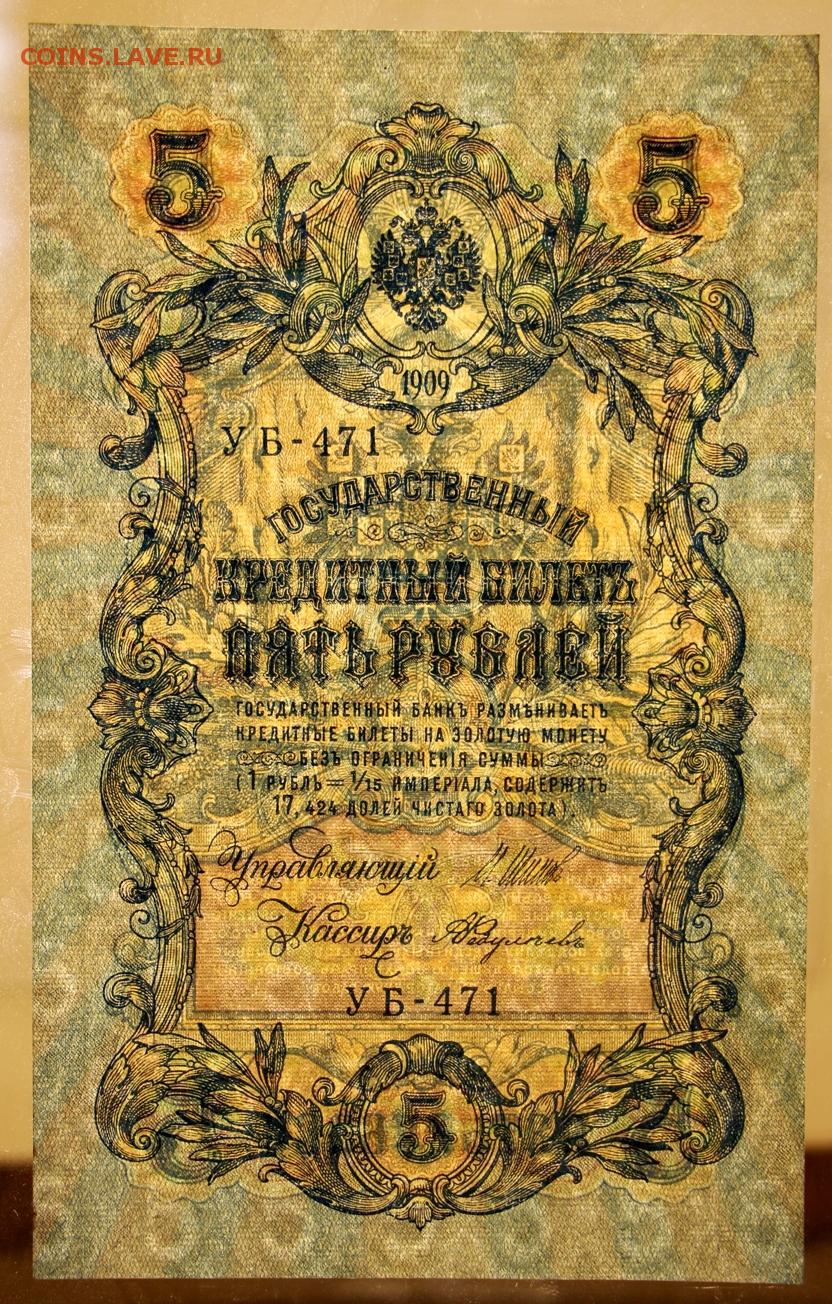 COINS.LAVE.RU
5 5
1909
УБ-471
ГОСУДАРСТВЕННЫЙ
КРЕДИТНЫЙ БИЛЕТЪ
ПЯТЬ РУБЛЕЙ
ГОСУДАРСТВЕННЫЙ БАНКЪ РАЗМѢНИВАЕТЪ
КРЕДИТНЫЕ БИЛЕТЫ НА ЗОЛОТУЮ МОНЕТУ
БЕЗЪ ОГРАНИЧЕНІЯ СУММЫ
(1 РУБЛЬ = 1/15 ИМПЕРІАЛА, СОДЕРЖИТЪ
17,424 ДОЛЕЙ ЧИСТАГО ЗОЛОТА).
Управляющій И. Шипов
Кассиръ
УБ-471
5